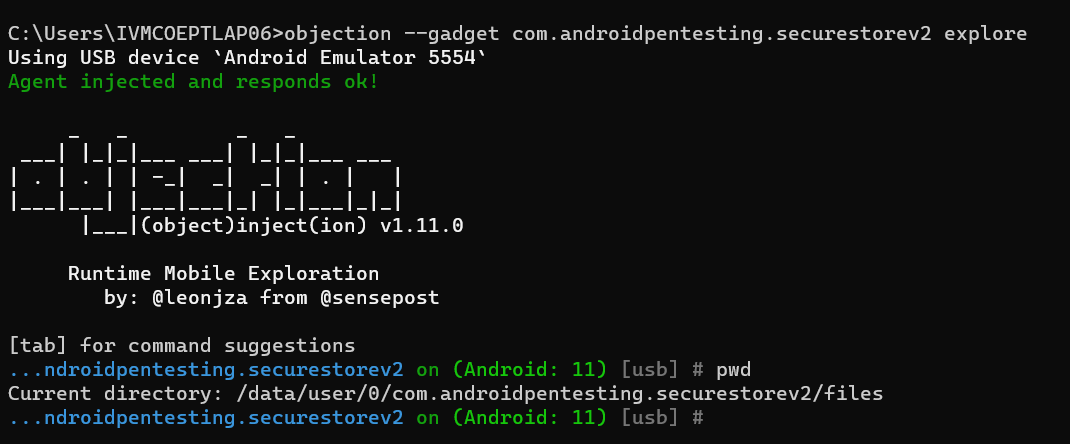 C:\Users\IVMCOEPTLAP06>objection --gadget com.androidpentesting.securestorev2 explore
Using USB device `Android Emulator 5554`
Agent injected and responds ok!
     _   _         _   _
 ___| |_|_|___ ___| |_|_|___ ___
| . | . | | -_|  _|  _| | . |   |
|___|___| |___|___|_| |_|___|_|_|
      |___|(object)inject(ion) v1.11.0
     Runtime Mobile Exploration
        by: @leonjza from @sensepost
[tab] for command suggestions
...ndroidpentesting.securestorev2 on (Android: 11) [usb] # pwd
Current directory: /data/user/0/com.androidpentesting.securestorev2/files
...ndroidpentesting.securestorev2 on (Android: 11) [usb] #